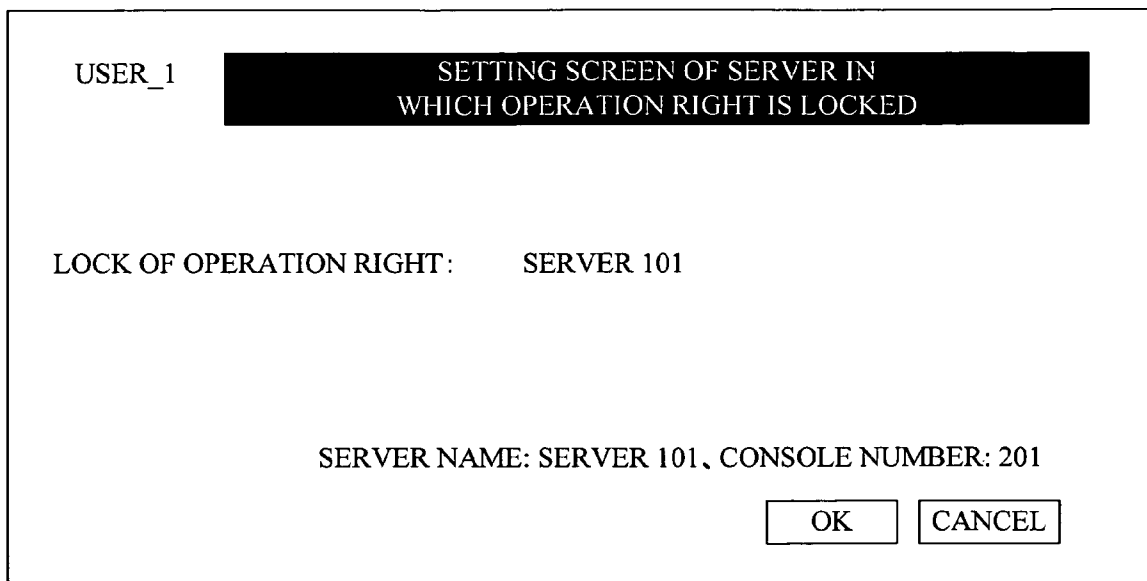 USER_1
SETTING SCREEN OF SERVER IN
WHICH OPERATION RIGHT IS LOCKED
LOCK OF OPERATION RIGHT: SERVER 101
SERVER NAME: SERVER 101、CONSOLE NUMBER: 201
OK CANCEL